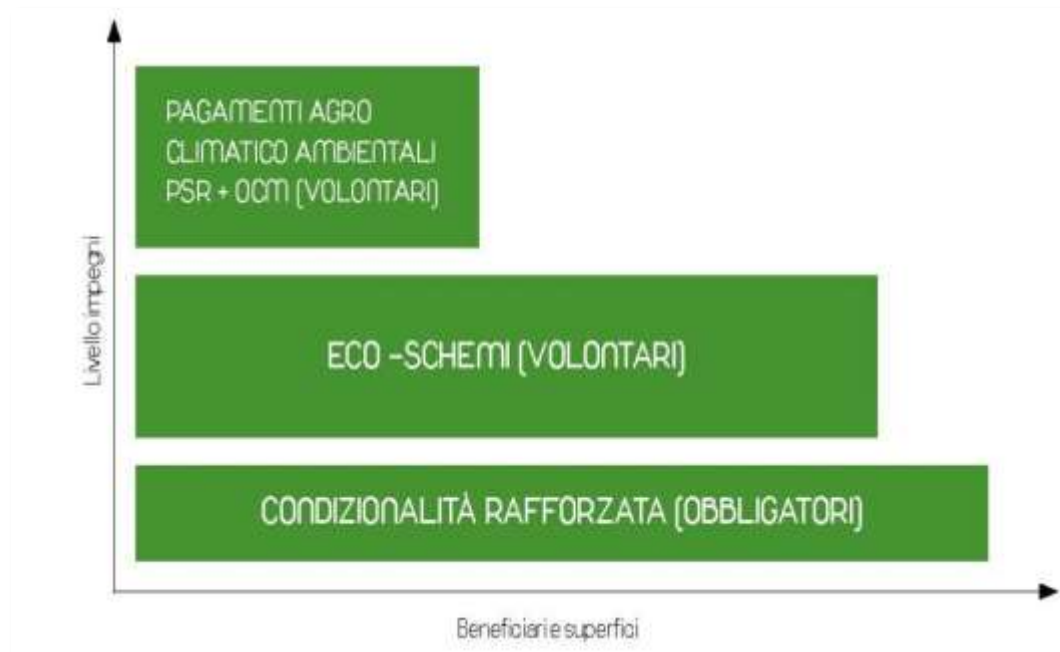 PAGAMENTI AGRO
CLIMATICO AMBIENTALI
PSR + OCM (VOLONTARI)
ECO -SCHEMI (VOLONTARI)
CONDIZIONALITÀ RAFFORZATA (OBBLIGATORI)
Livello impegni
Beneficiari e superfici